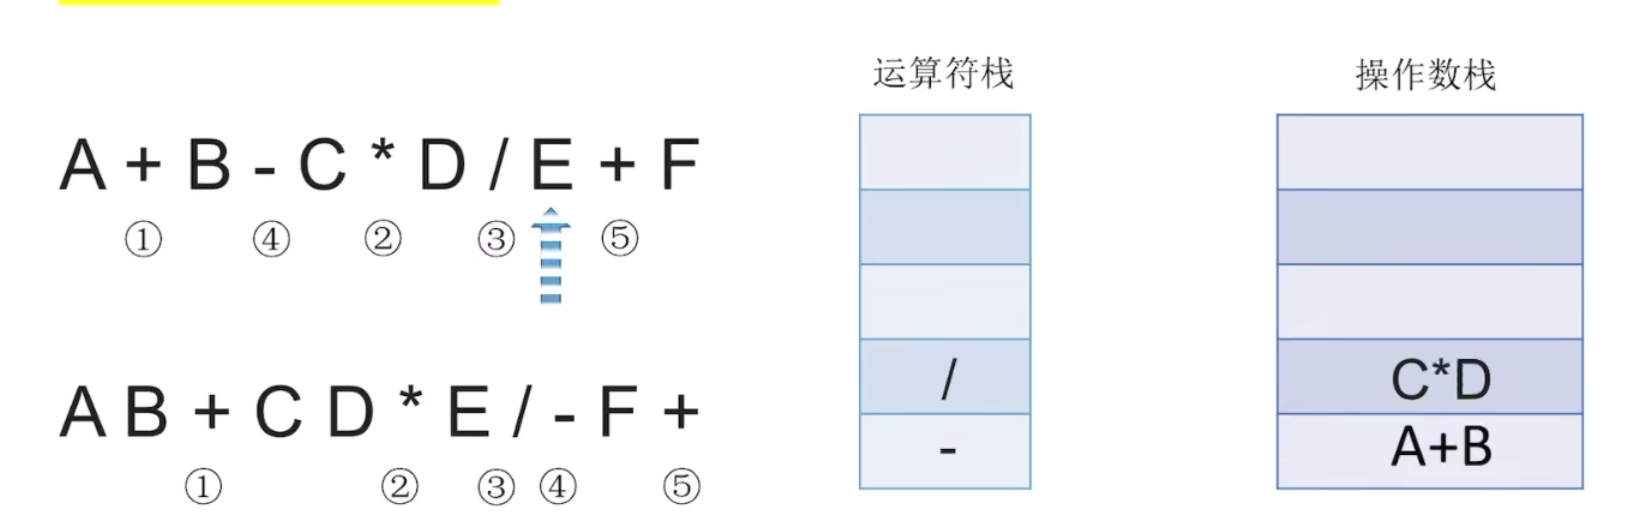 A + B - C * D / E + F
① ④ ② ③ ⑤
A B + C D * E / - F +
① ② ③ ④ ⑤
运算符栈
/
-
操作数栈
C*D
A+B